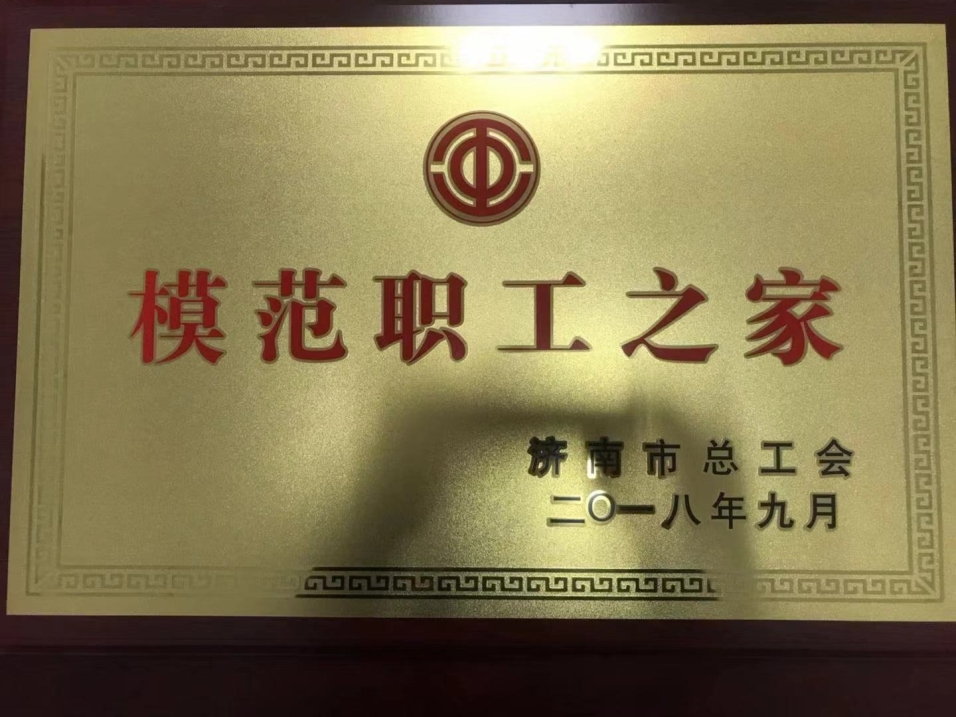 模范职工之家
济南市总工会
二〇一八年九月